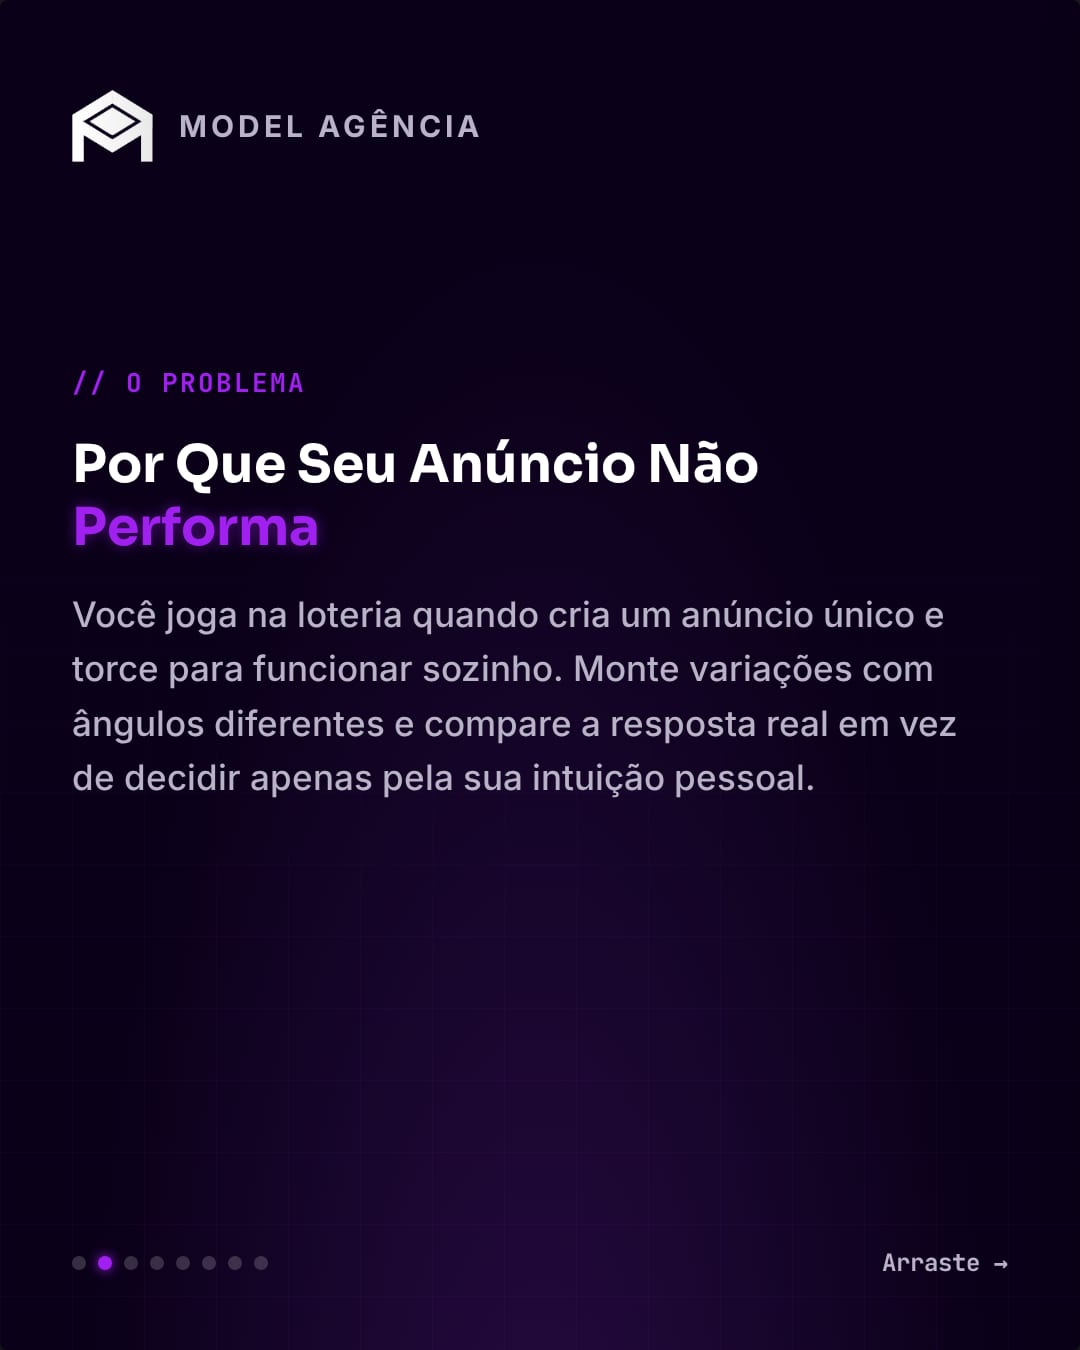 MODEL AGÊNCIA
// O PROBLEMA
Por Que Seu Anúncio Não
Performa
Você joga na loteria quando cria um anúncio único e
torce para funcionar sozinho. Monte variações com
ângulos diferentes e compare a resposta real em vez
de decidir apenas pela sua intuição pessoal.
Arraste →